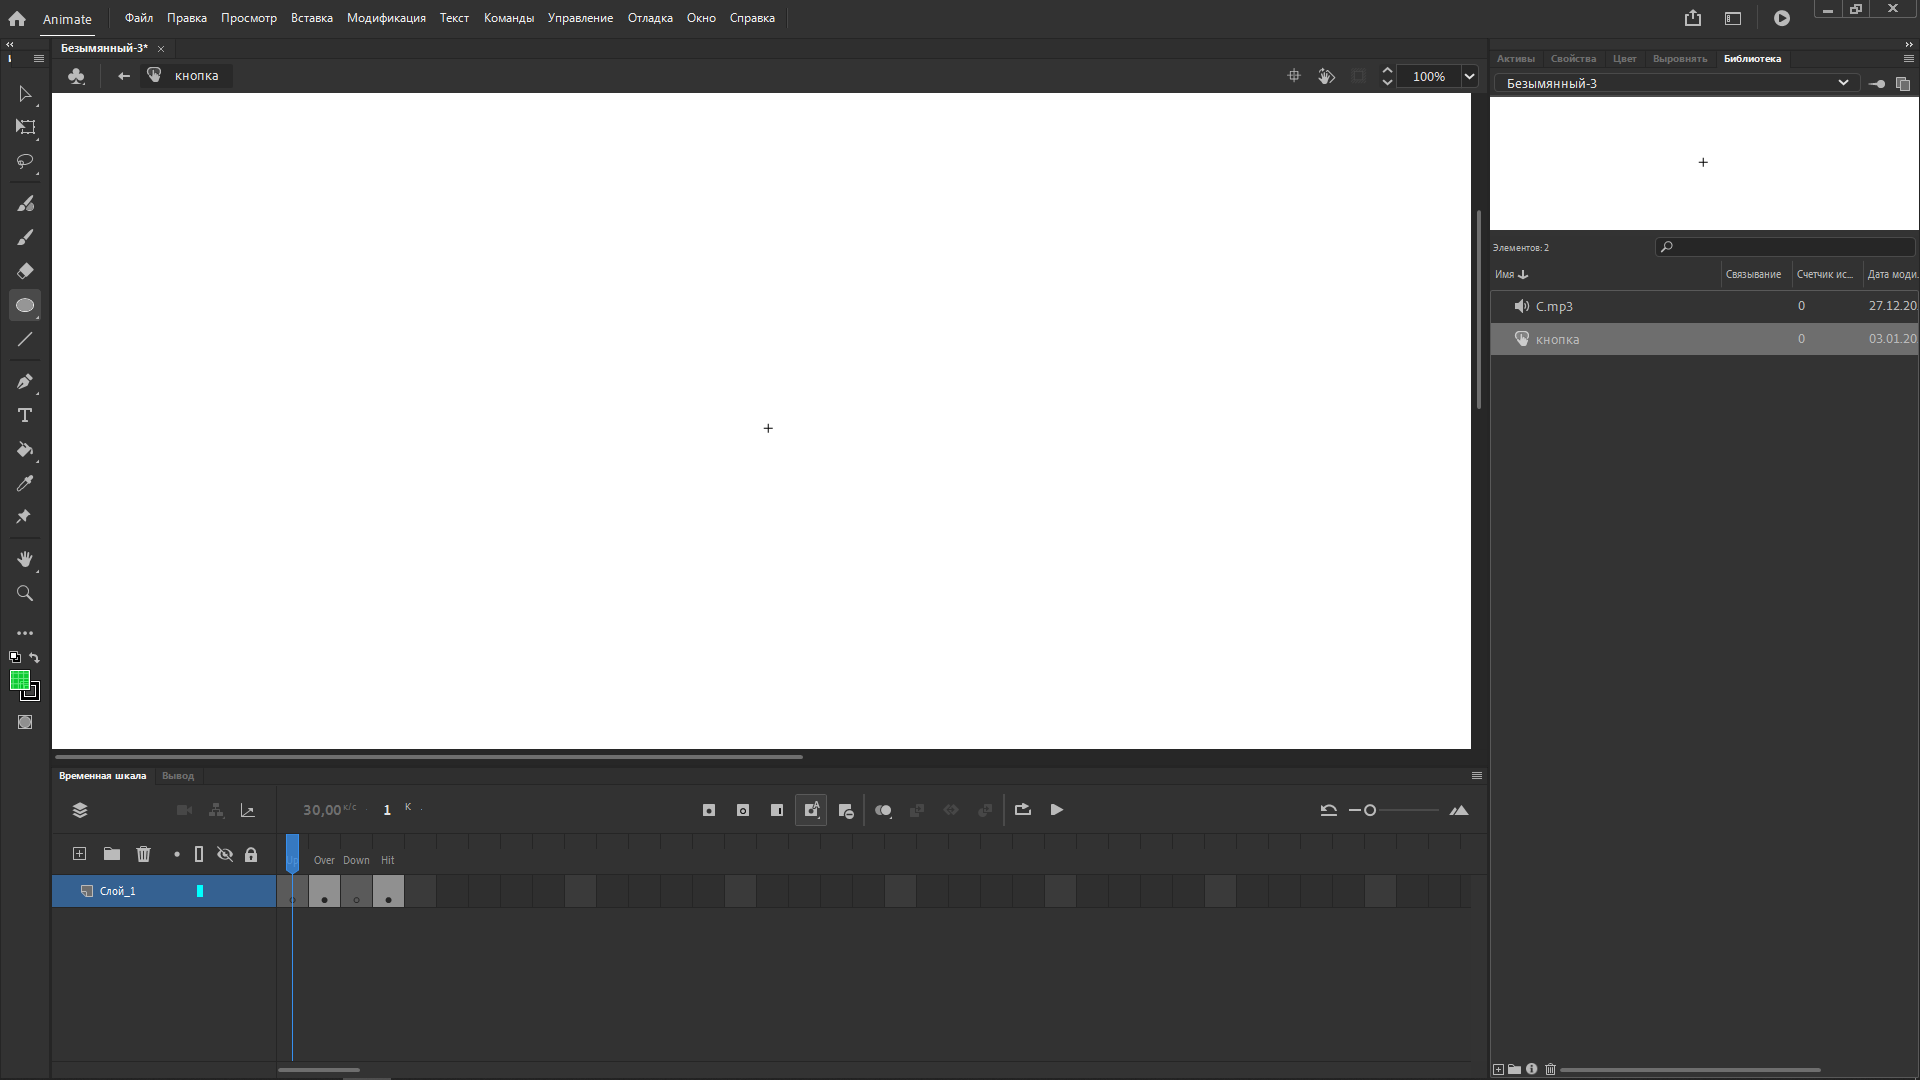 Animate
Файл Правка Просмотр Вставка Модификация Текст Команды Управление Отладка Окно Справка
Безымянный-3*
кнопка
100%
Активы Свойства Цвет Выровнять Библиотека
Безымянный-3
Элементов: 2
Имя Связывание Счетчик ис... Дата моди.
C.mp3 0 27.12.20
кнопка 0 03.01.20
Временная шкала Вывод
30,00 к/с 1 К
Up Over Down Hit
Слой_1